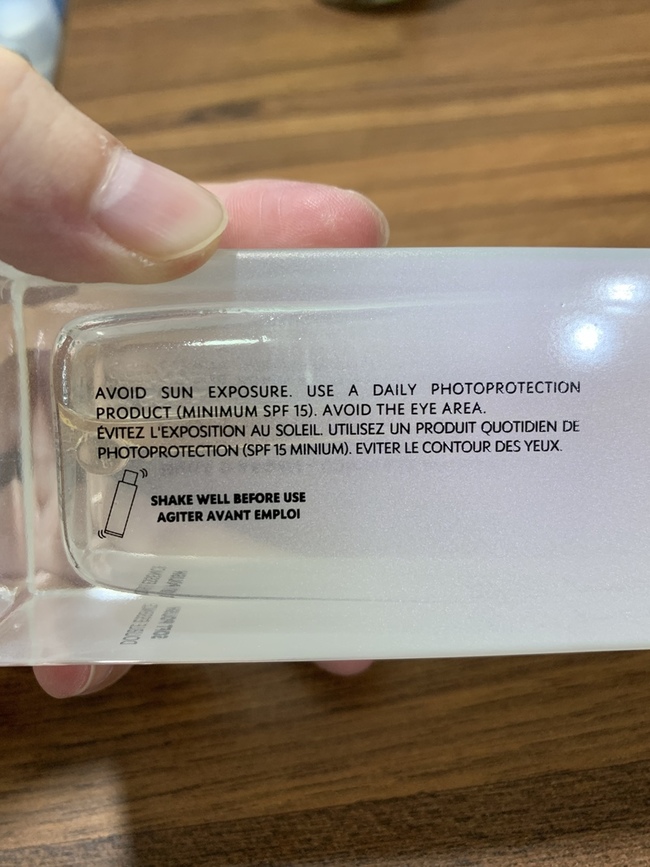 AVOID SUN EXPOSURE. USE A DAILY PHOTOPROTECTION
PRODUCT (MINIMUM SPF 15). AVOID THE EYE AREA.
ÉVITEZ L'EXPOSITION AU SOLEIL. UTILISEZ UN PRODUIT QUOTIDIEN DE
PHOTOPROTECTION (SPF 15 MINIUM). EVITER LE CONTOUR DES YEUX.
SHAKE WELL BEFORE USE
AGITER AVANT EMPLOI